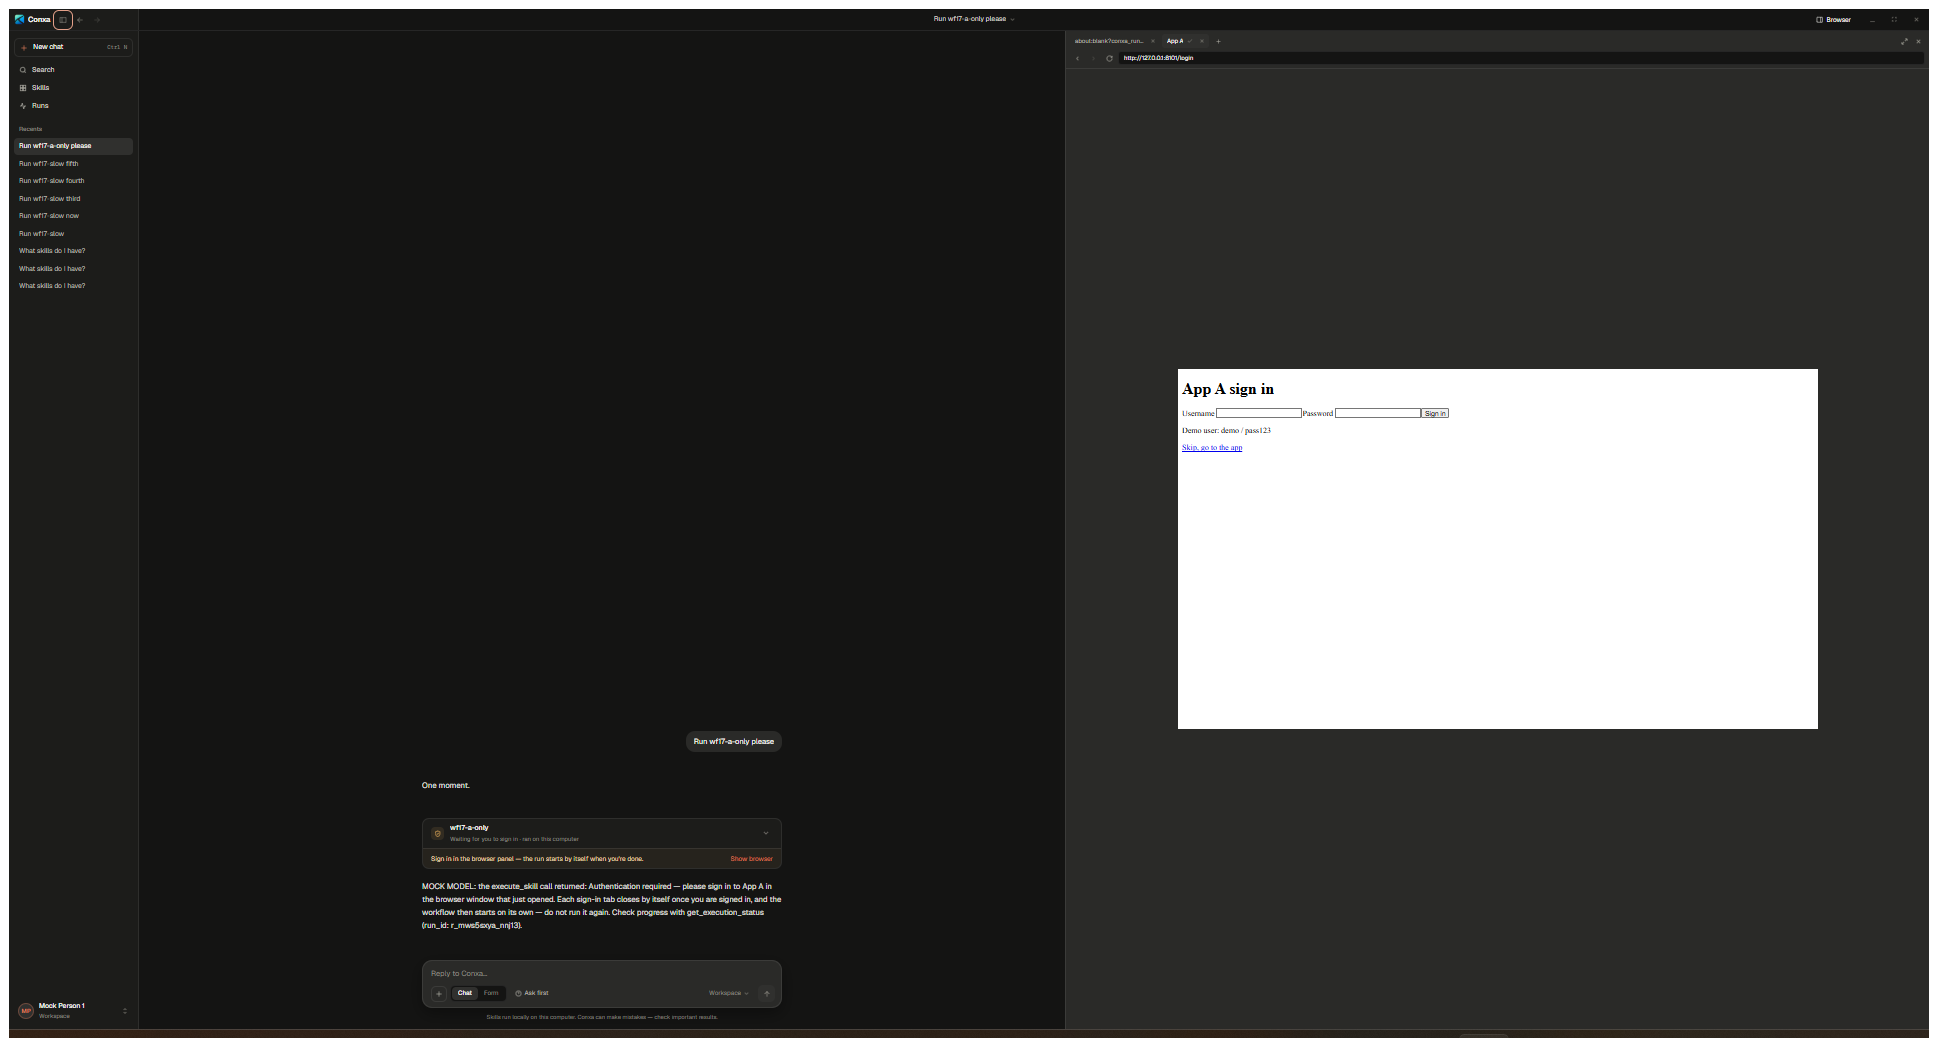 Conxa
Run wf17-a-only please
Browser
New chat
Ctrl N
Search
Skills
Runs
Recents
Run wf17-a-only please
Run wf17-slow fifth
Run wf17-slow fourth
Run wf17-slow third
Run wf17-slow now
Run wf17-slow
What skills do I have?
What skills do I have?
What skills do I have?
MP
Mock Person 1
Workspace
Run wf17-a-only please
One moment.
wf17-a-only
Waiting for you to sign in · ran on this computer
Sign in in the browser panel — the run starts by itself when you're done.
Show browser
MOCK MODEL: the execute_skill call returned: Authentication required — please sign in to App A in
the browser window that just opened. Each sign-in tab closes by itself once you are signed in, and the
workflow then starts on its own — do not run it again. Check progress with get_execution_status
(run_id: r_mws5sxya_nnj13).
Reply to Conxa...
Chat
Form
Ask first
Workspace
Skills run locally on this computer. Conxa can make mistakes — check important results.
about:blank?conxa_run...
App A
http://127.0.0.1:8101/login
App A sign in
Username
Password
Sign in
Demo user: demo / pass123
Skip, go to the app